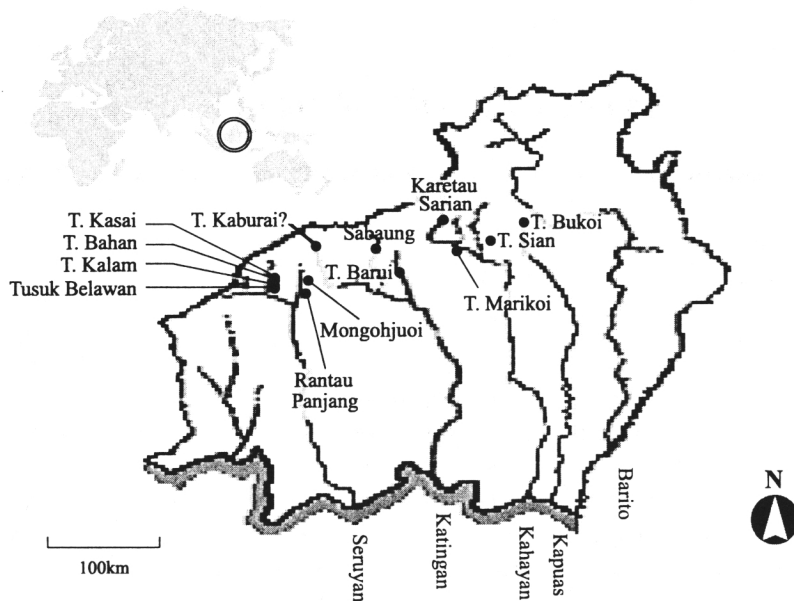 Karetau
Sarian
T. Kasai
T. Kaburai?
T. Bukoi
T. Bahan
Sabaung
T. Sian
T. Kalam
T. Barui
Tusuk Belawan
T. Marikoi
Mongohjuoi
Rantau
Panjang
N
100km
Seruyan
Katingan
Kahayan
Kapuas
Barito